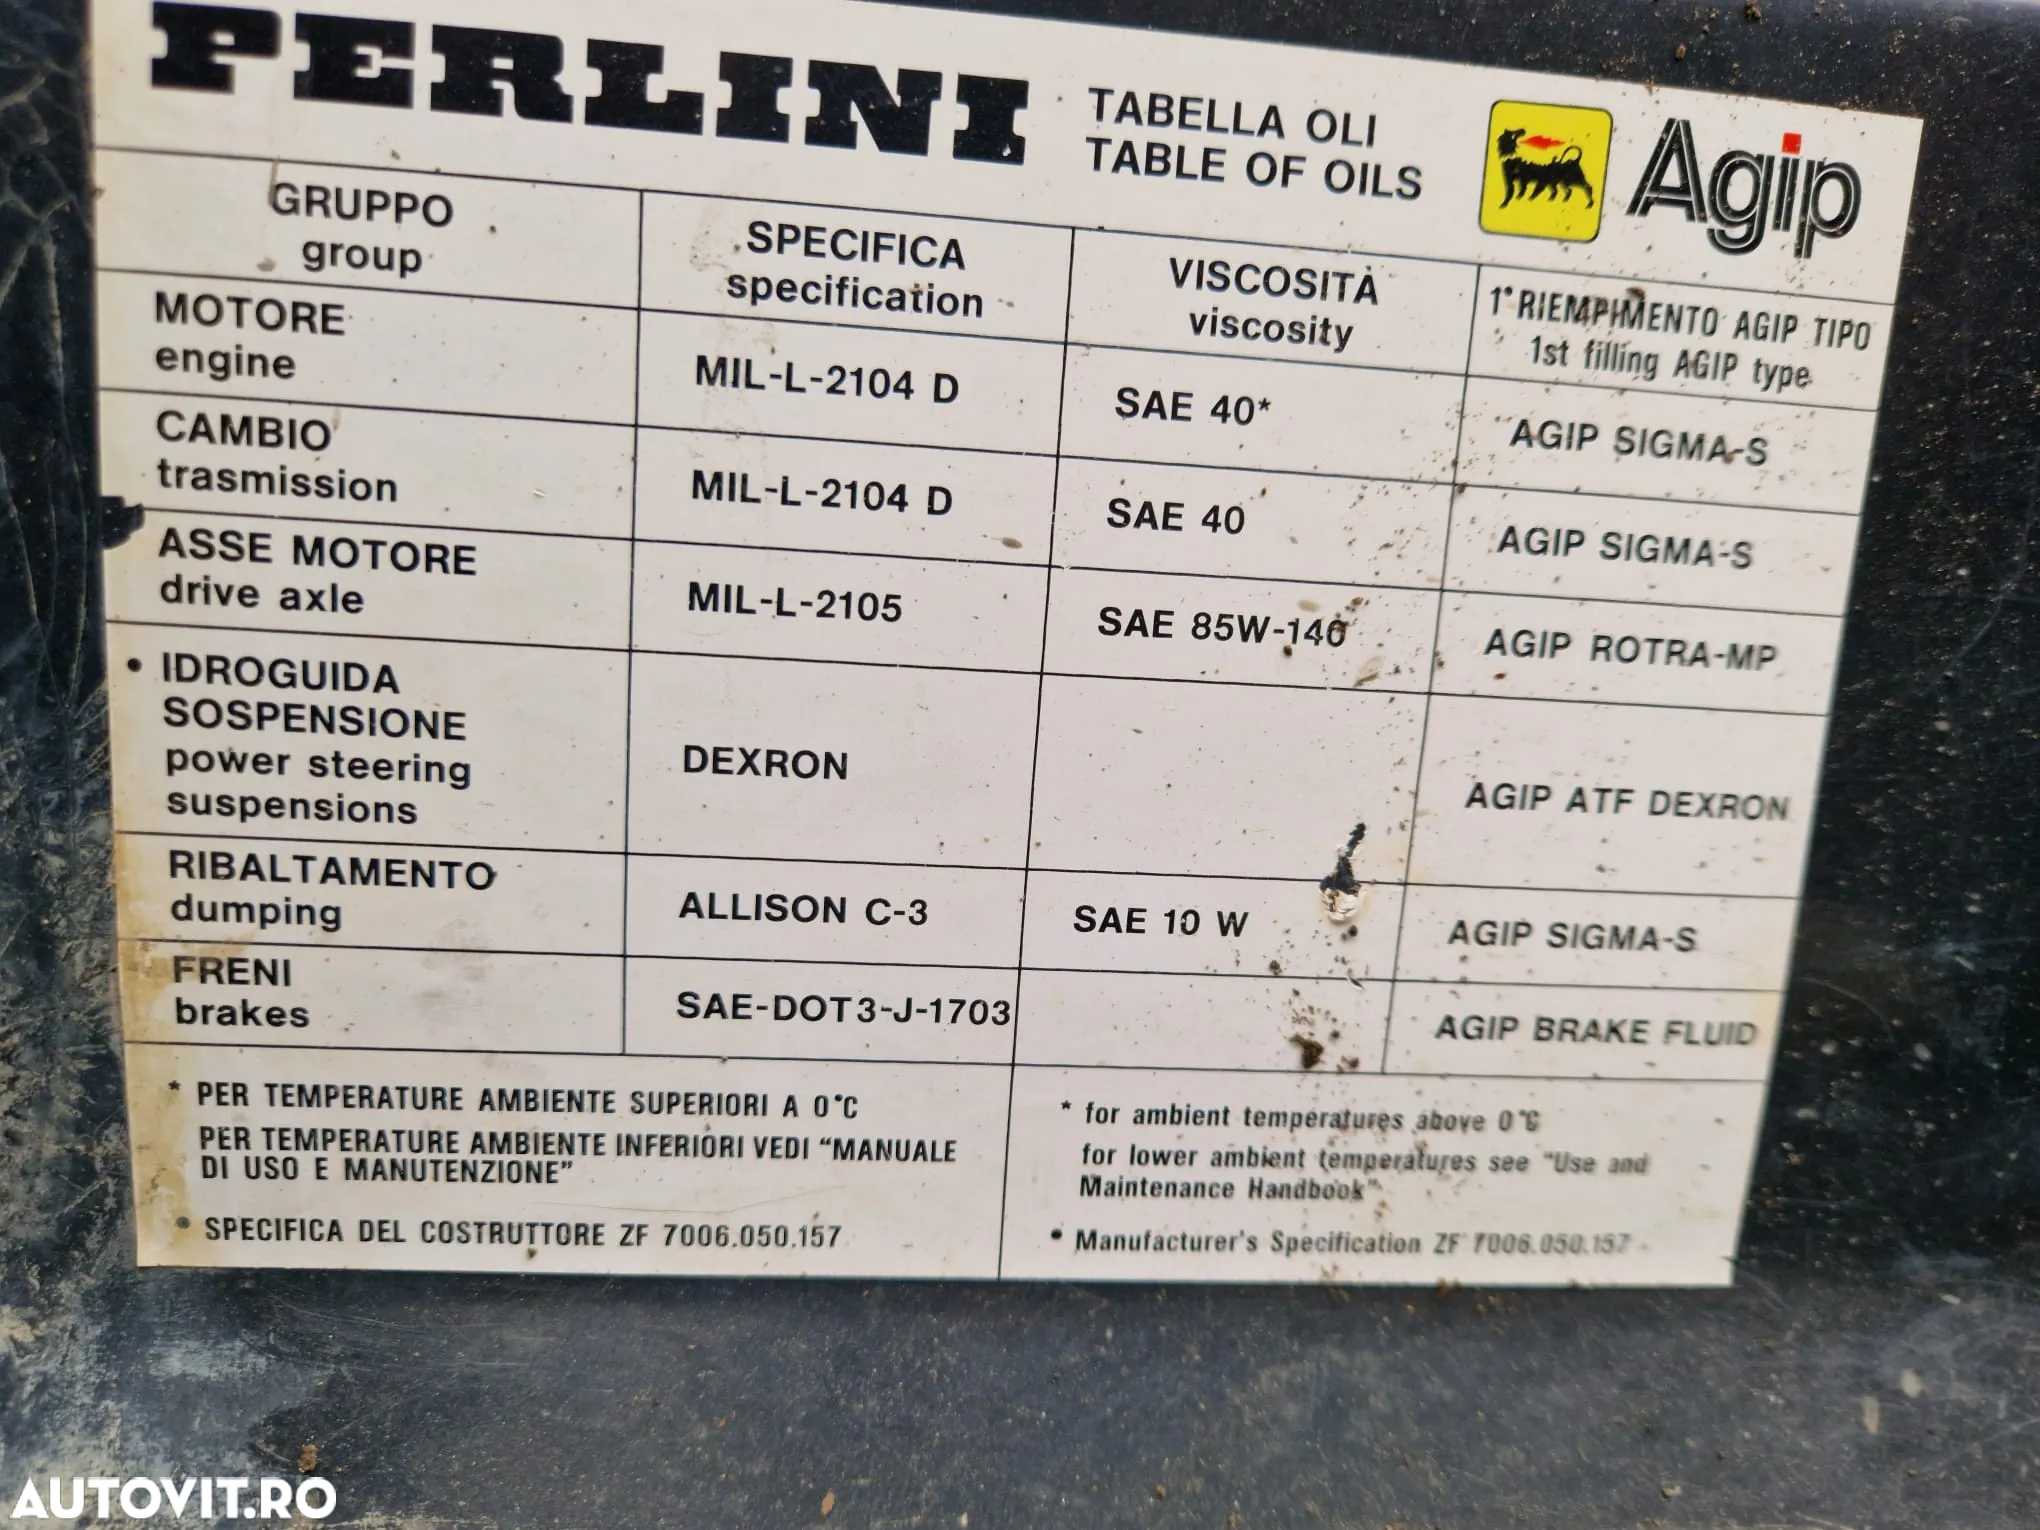 PERLINI
TABELLA OLI
TABLE OF OILS
Agip
GRUPPO
group
SPECIFICA
specification
VISCOSITÀ
viscosity
1° RIEMPIMENTO AGIP TIPO
1st filling AGIP type
MOTORE
engine
MIL-L-2104 D
SAE 40*
AGIP SIGMA-S
CAMBIO
trasmission
MIL-L-2104 D
SAE 40
AGIP SIGMA-S
ASSE MOTORE
drive axle
MIL-L-2105
SAE 85W-140
AGIP ROTRA-MP
• IDROGUIDA
SOSPENSIONE
power steering
suspensions
DEXRON
AGIP ATF DEXRON
RIBALTAMENTO
dumping
ALLISON C-3
SAE 10 W
AGIP SIGMA-S
FRENI
brakes
SAE-DOT3-J-1703
AGIP BRAKE FLUID
* PER TEMPERATURE AMBIENTE SUPERIORI A 0°C
PER TEMPERATURE AMBIENTE INFERIORI VEDI "MANUALE
DI USO E MANUTENZIONE"
• SPECIFICA DEL COSTRUTTORE ZF 7006.050.157
* for ambient temperatures above 0°C
for lower ambient temperatures see "Use and
Maintenance Handbook"
• Manufacturer's Specification ZF 7006.050.157
AUTOVIT.RO